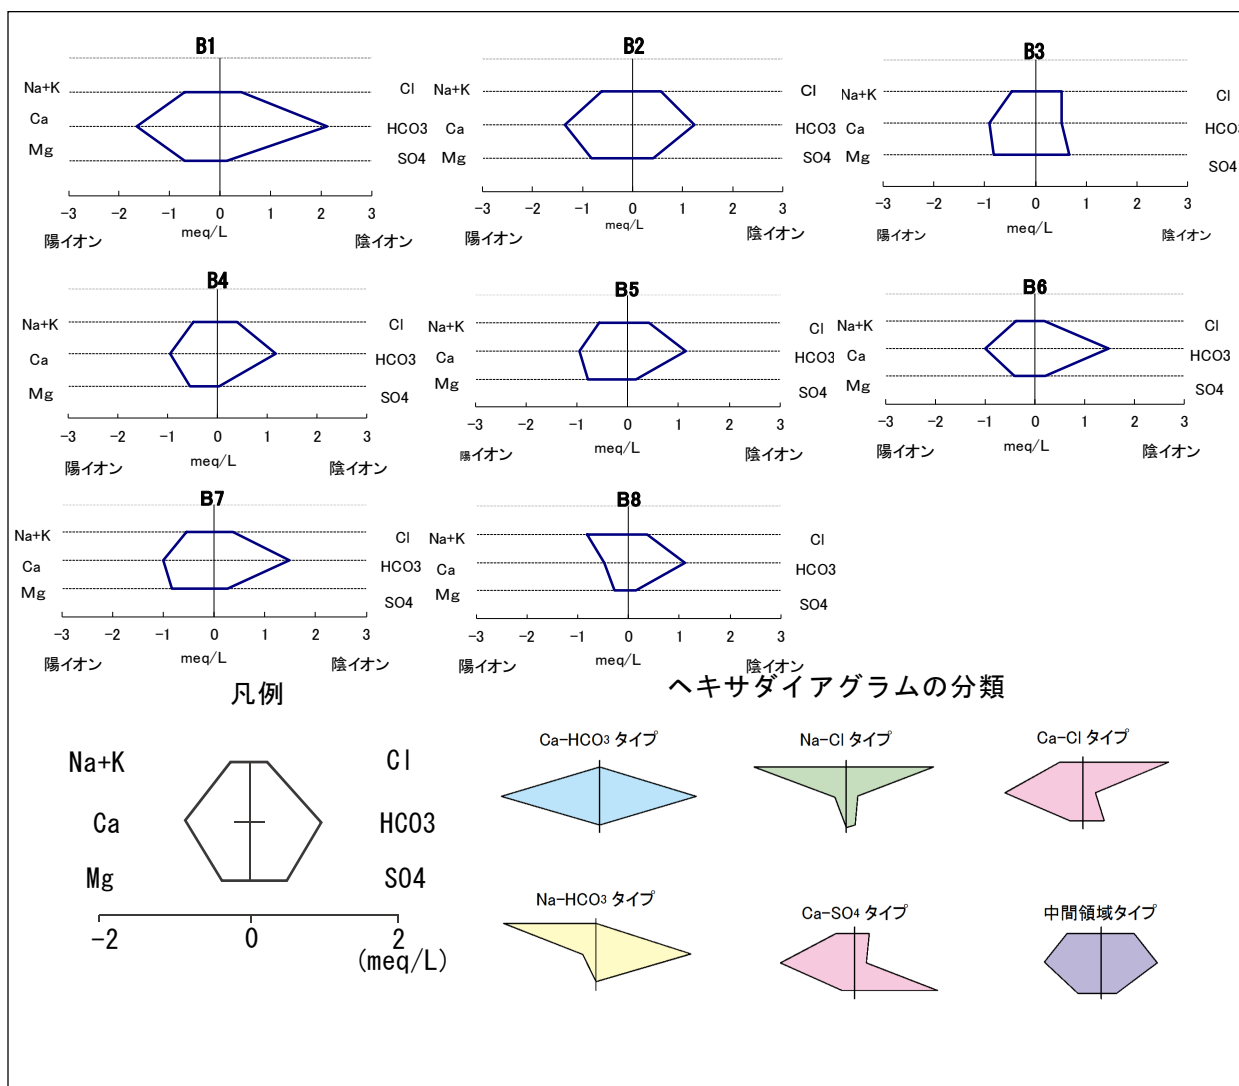 B1
Na+K
Ca
Mg
Cl
HCO3
SO4
-3 -2 -1 0 1 2 3
meq/L
陽イオン 陰イオン
B2
Na+K
Ca
Mg
Cl
HCO3
SO4
-3 -2 -1 0 1 2 3
meq/L
陽イオン 陰イオン
B3
Na+K
Ca
Mg
Cl
HCO3
SO4
-3 -2 -1 0 1 2 3
meq/L
陽イオン 陰イオン
B4
Na+K
Ca
Mg
Cl
HCO3
SO4
-3 -2 -1 0 1 2 3
meq/L
陽イオン 陰イオン
B5
Na+K
Ca
Mg
Cl
HCO3
SO4
-3 -2 -1 0 1 2 3
meq/L
陽イオン 陰イオン
B6
Na+K
Ca
Mg
Cl
HCO3
SO4
-3 -2 -1 0 1 2 3
meq/L
陽イオン 陰イオン
B7
Na+K
Ca
Mg
Cl
HCO3
SO4
-3 -2 -1 0 1 2 3
meq/L
陽イオン 陰イオン
B8
Na+K
Ca
Mg
Cl
HCO3
SO4
-3 -2 -1 0 1 2 3
meq/L
陽イオン 陰イオン
凡例
Na+K Cl
Ca HCO3
Mg SO4
-2 0 2
(meq/L)
ヘキサダイアグラムの分類
Ca-HCO3 タイプ
Na-Cl タイプ
Ca-Cl タイプ
Na-HCO3 タイプ
Ca-SO4 タイプ
中間領域タイプ